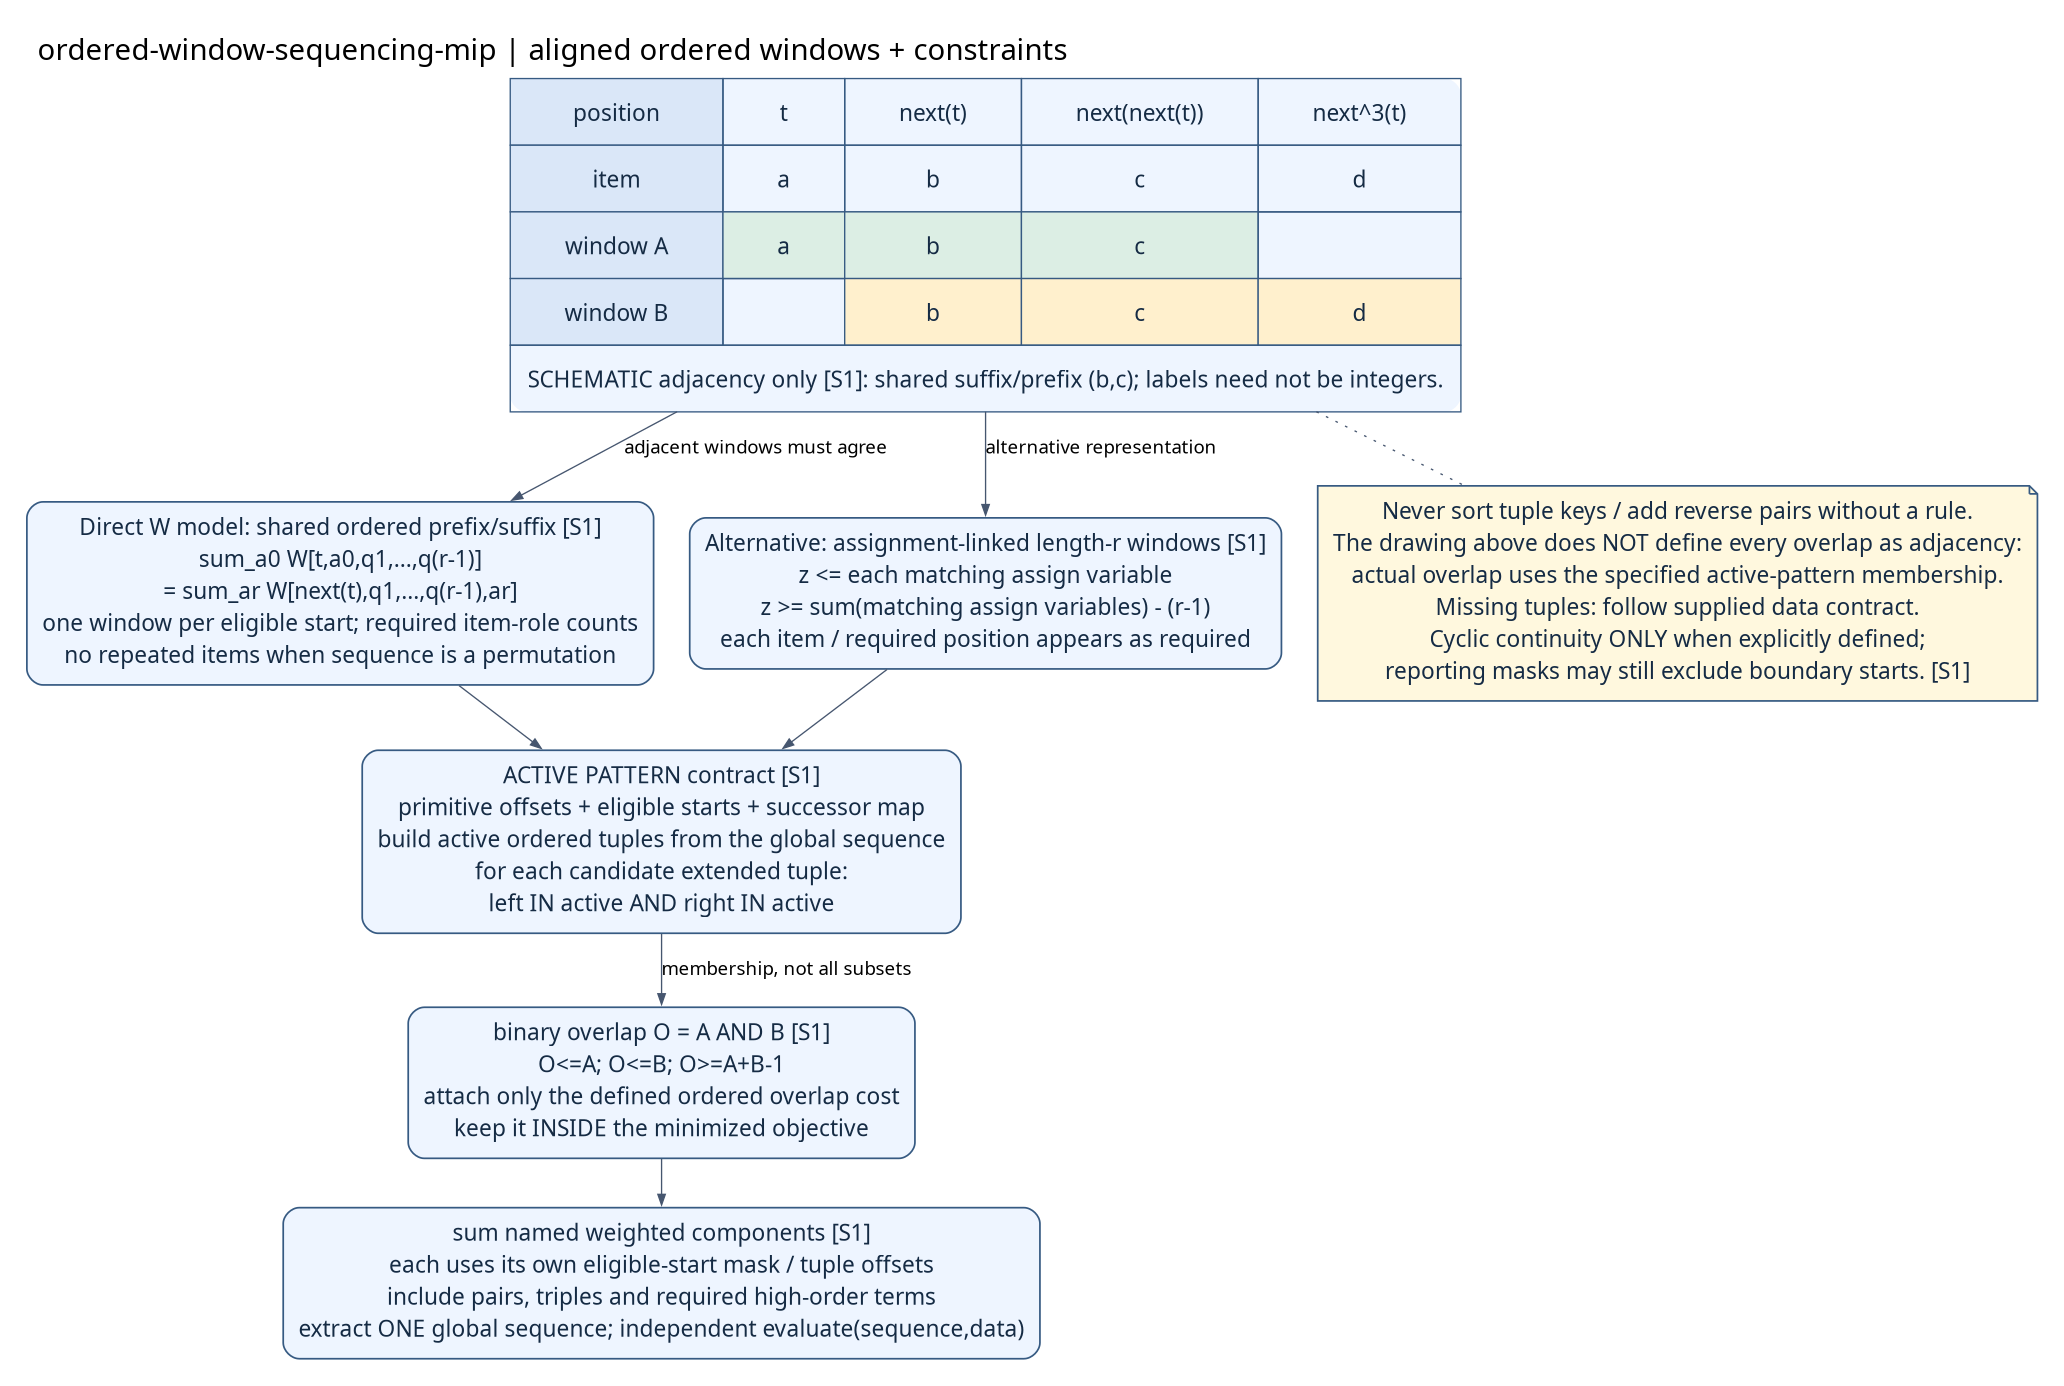 ordered-window-sequencing-mip | aligned ordered windows + constraints
position t next(t) next(next(t)) next^3(t)
item a b c d
window A a b c
window B b c d
SCHEMATIC adjacency only [S1]: shared suffix/prefix (b,c); labels need not be integers.
adjacent windows must agree
alternative representation
Direct W model: shared ordered prefix/suffix [S1]
sum_a0 W[t,a0,q1,...,q(r-1)]
= sum_ar W[next(t),q1,...,q(r-1),ar]
one window per eligible start; required item-role counts
no repeated items when sequence is a permutation
Alternative: assignment-linked length-r windows [S1]
z <= each matching assign variable
z >= sum(matching assign variables) - (r-1)
each item / required position appears as required
Never sort tuple keys / add reverse pairs without a rule.
The drawing above does NOT define every overlap as adjacency:
actual overlap uses the specified active-pattern membership.
Missing tuples: follow supplied data contract.
Cyclic continuity ONLY when explicitly defined;
reporting masks may still exclude boundary starts. [S1]
ACTIVE PATTERN contract [S1]
primitive offsets + eligible starts + successor map
build active ordered tuples from the global sequence
for each candidate extended tuple:
left IN active AND right IN active
membership, not all subsets
binary overlap O = A AND B [S1]
O<=A; O<=B; O>=A+B-1
attach only the defined ordered overlap cost
keep it INSIDE the minimized objective
sum named weighted components [S1]
each uses its own eligible-start mask / tuple offsets
include pairs, triples and required high-order terms
extract ONE global sequence; independent evaluate(sequence,data)